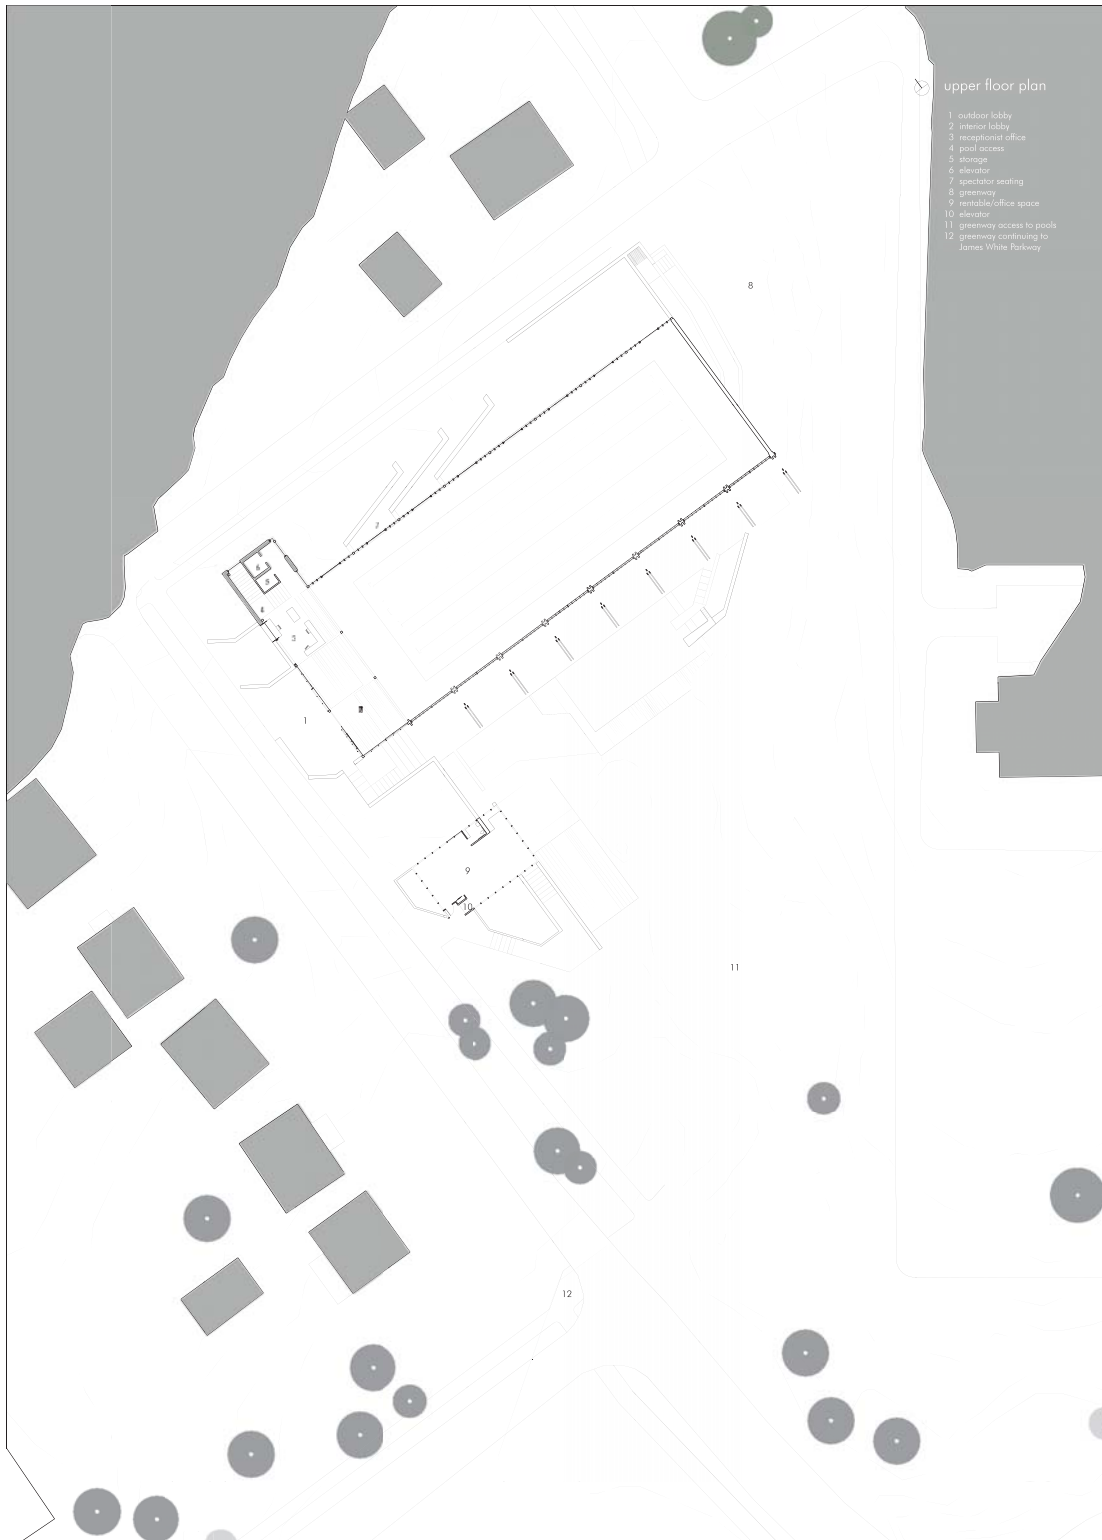 upper floor plan
1 outdoor lobby
2 interior lobby
3 receptionist office
4 pool access
5 storage
6 elevator
7 spectator seating
8 greenway
9 rentable/office space
10 elevator
11 greenway access to pools
12 greenway continuing to
James White Parkway
8
6
5
3
1
9
10
11
12